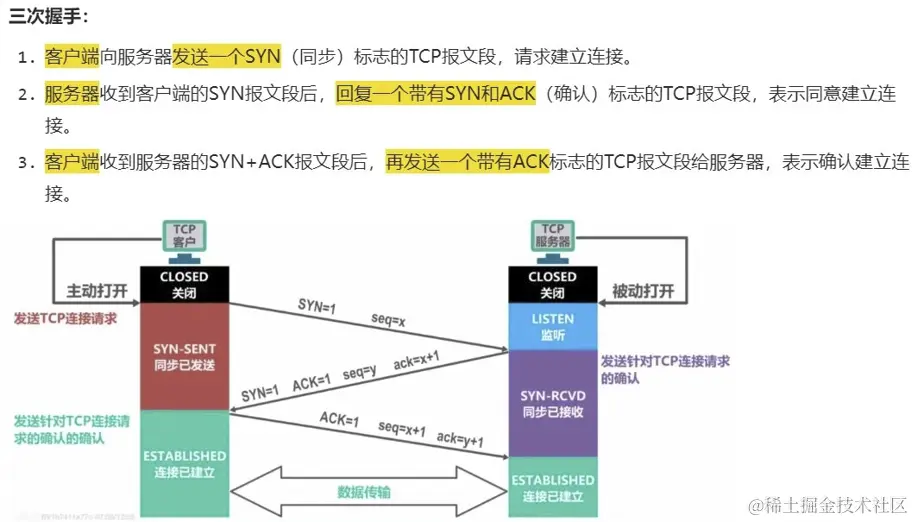 三次握手：
1. 客户端向服务器发送一个SYN（同步）标志的TCP报文段，请求建立连接。
2. 服务器收到客户端的SYN报文段后，回复一个带有SYN和ACK（确认）标志的TCP报文段，表示同意建立连
接。
3. 客户端收到服务器的SYN+ACK报文段后，再发送一个带有ACK标志的TCP报文段给服务器，表示确认建立连
接。
TCP
客户
TCP
服务器
CLOSED
关闭
CLOSED
关闭
主动打开
被动打开
发送TCP连接请求
SYN=1 seq=x
LISTEN
监听
SYN-SENT
同步已发送
发送针对TCP连接请求
的确认
SYN=1 ACK=1 seq=y ack=x+1
SYN-RCVD
同步已接收
发送针对TCP连接请
求的确认的确认
ACK=1 seq=x+1 ack=y+1
ESTABLISHED
连接已建立
ESTABLISHED
连接已建立
数据传输
@稀土掘金技术社区